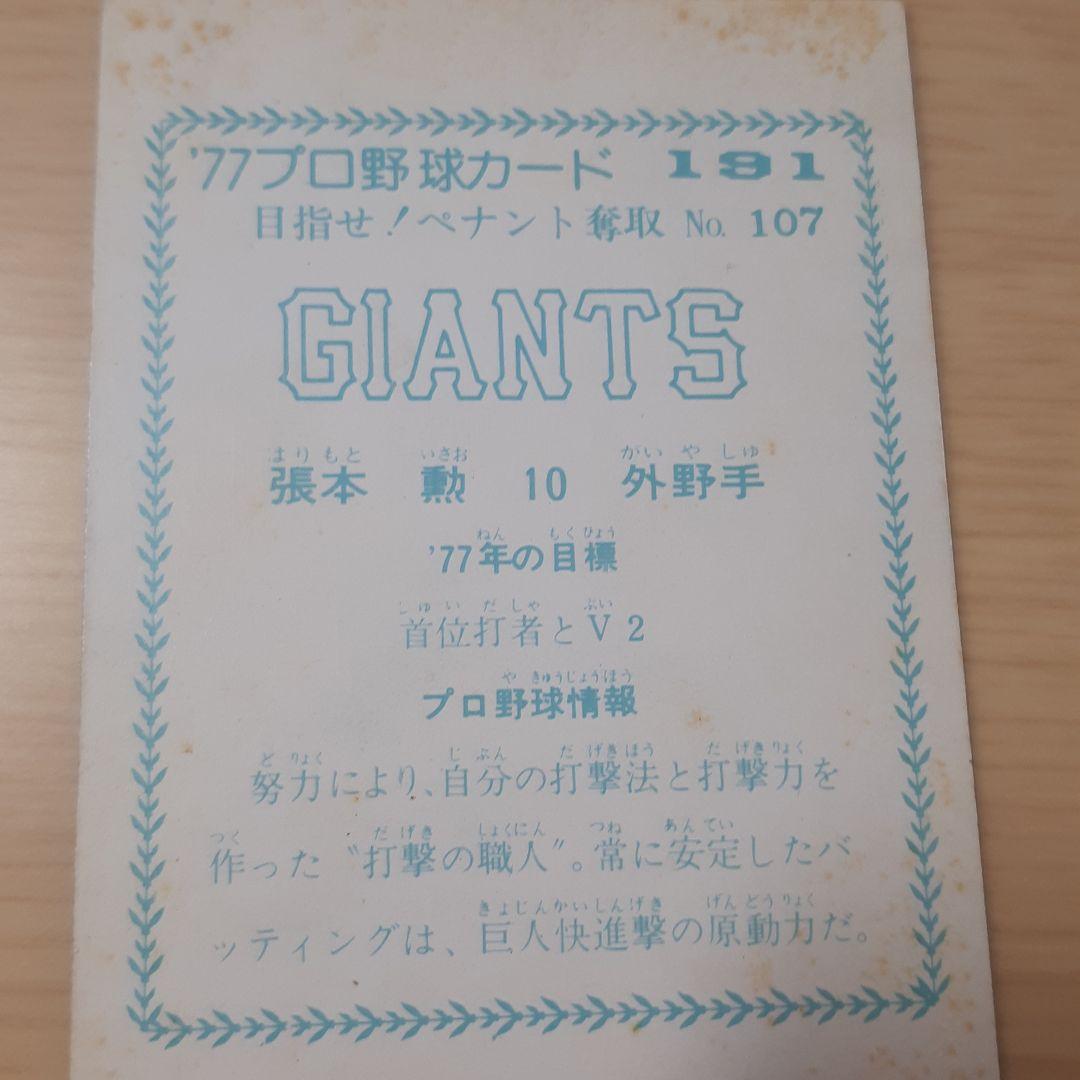 '77プロ野球カード 191
目指せ!ペナント奪取 No. 107
GIANTS
はりもと いさお がいやしゅ
張本 勲 10 外野手
ねん もくひょう
'77年の目標
しゅいだしゃ ぶい
首位打者とV2
やきゅうじょうほう
プロ野球情報
どりょく じぶん だげきほう だげきりょく
努力により、自分の打撃法と打撃力を
つく だげき しょくにん つね あんてい
作った〝打撃の職人〟。常に安定したバ
きょじんかいしんげき げんどうりょく
ッティングは、巨人快進撃の原動力だ。